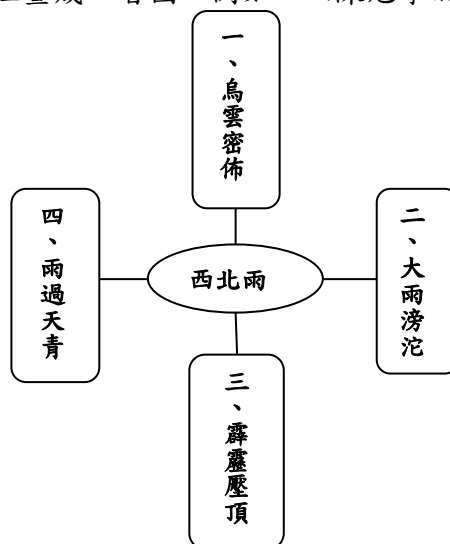 一、烏雲密佈
二、大雨滂沱
西北雨
三、霹靂壓頂
四、雨過天青